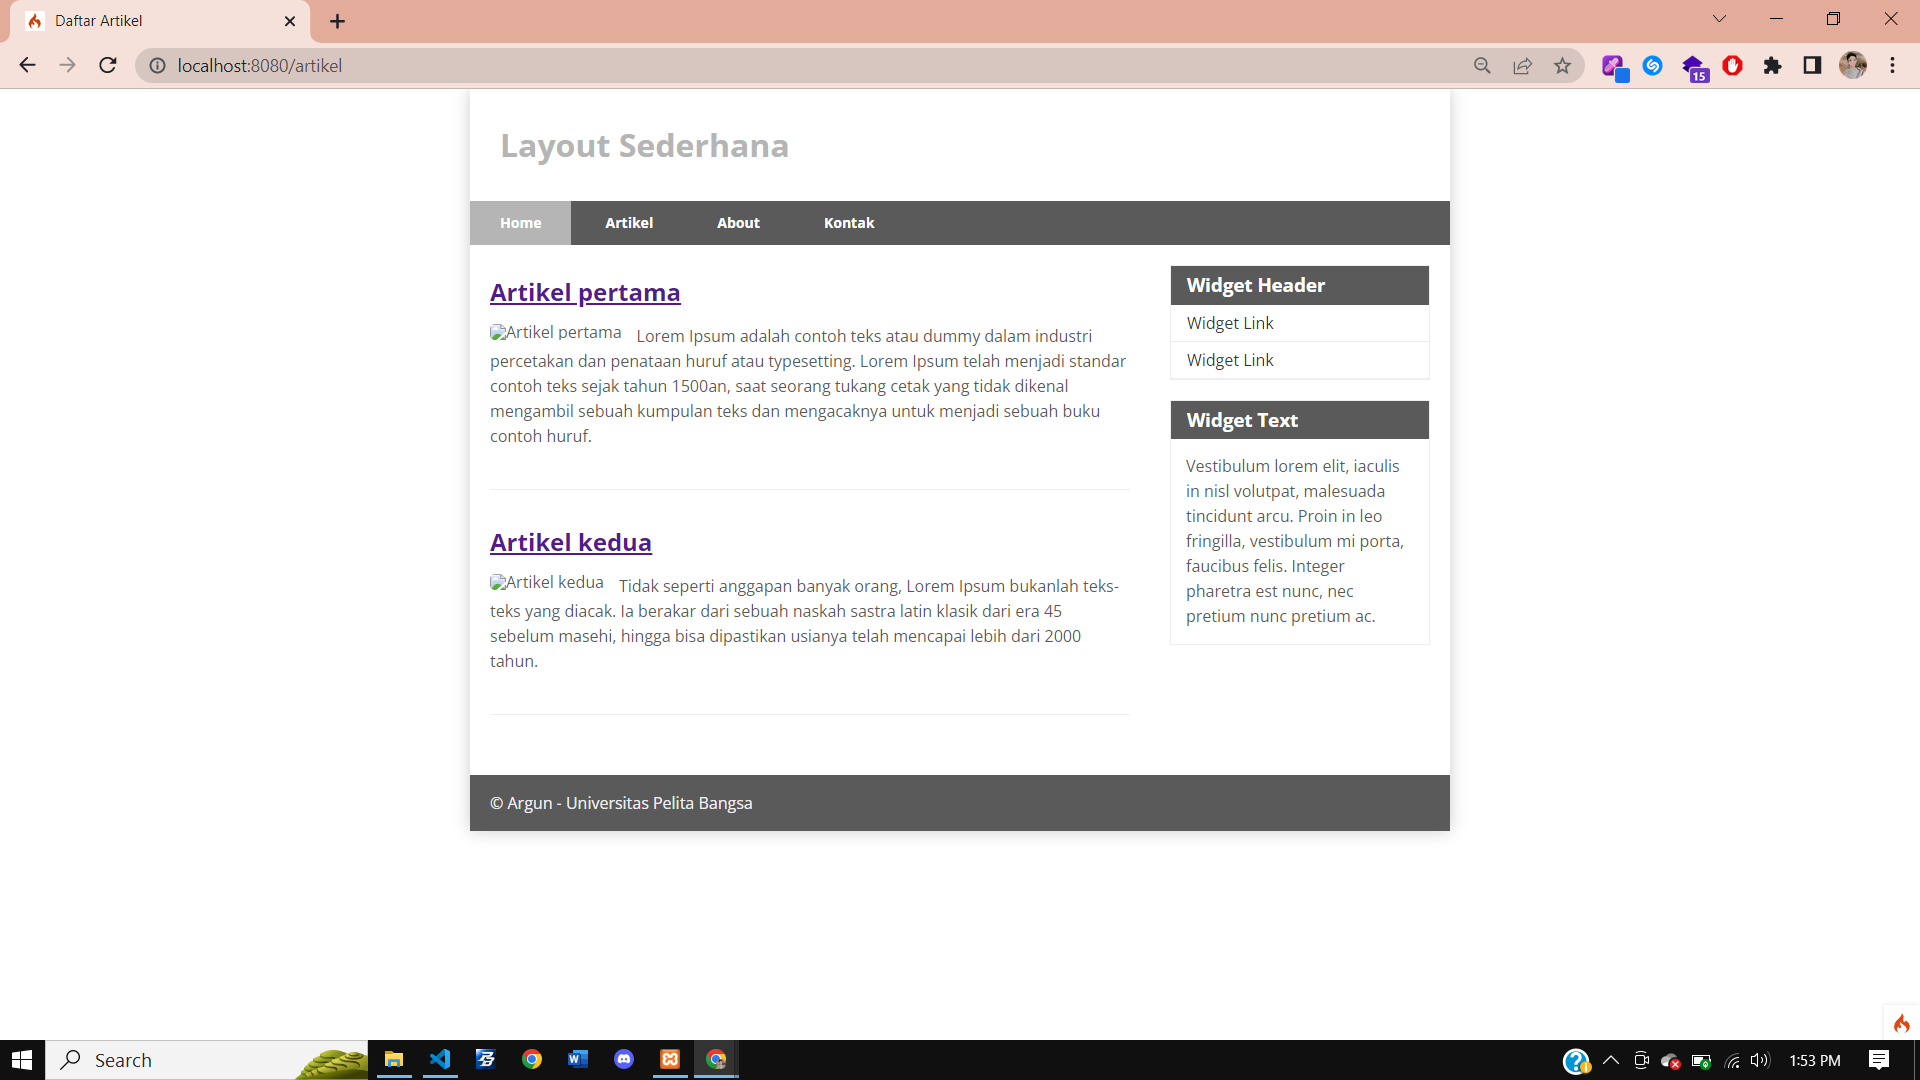 Daftar Artikel
localhost:8080/artikel
15
Layout Sederhana
Home Artikel About Kontak
Artikel pertama
Artikel pertama Lorem Ipsum adalah contoh teks atau dummy dalam industri
percetakan dan penataan huruf atau typesetting. Lorem Ipsum telah menjadi standar
contoh teks sejak tahun 1500an, saat seorang tukang cetak yang tidak dikenal
mengambil sebuah kumpulan teks dan mengacaknya untuk menjadi sebuah buku
contoh huruf.
Artikel kedua
Artikel kedua Tidak seperti anggapan banyak orang, Lorem Ipsum bukanlah teks-
teks yang diacak. Ia berakar dari sebuah naskah sastra latin klasik dari era 45
sebelum masehi, hingga bisa dipastikan usianya telah mencapai lebih dari 2000
tahun.
Widget Header
Widget Link
Widget Link
Widget Text
Vestibulum lorem elit, iaculis
in nisl volutpat, malesuada
tincidunt arcu. Proin in leo
fringilla, vestibulum mi porta,
faucibus felis. Integer
pharetra est nunc, nec
pretium nunc pretium ac.
© Argun - Universitas Pelita Bangsa
Search
1:53 PM